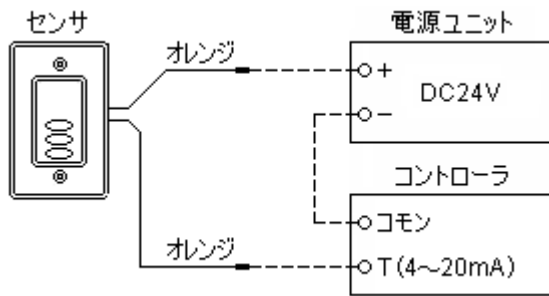 センサ
電源ユニット
オレンジ
+
DC24V
−
コントローラ
コモン
オレンジ
T(4~20mA)